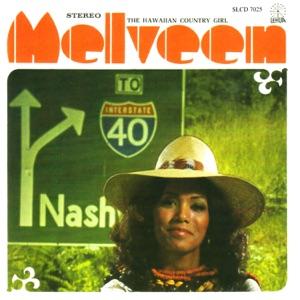 STEREO
THE HAWAIIAN COUNTRY GIRL
SLCD 7025
Melveen
TO
INTERSTATE
40
Nash